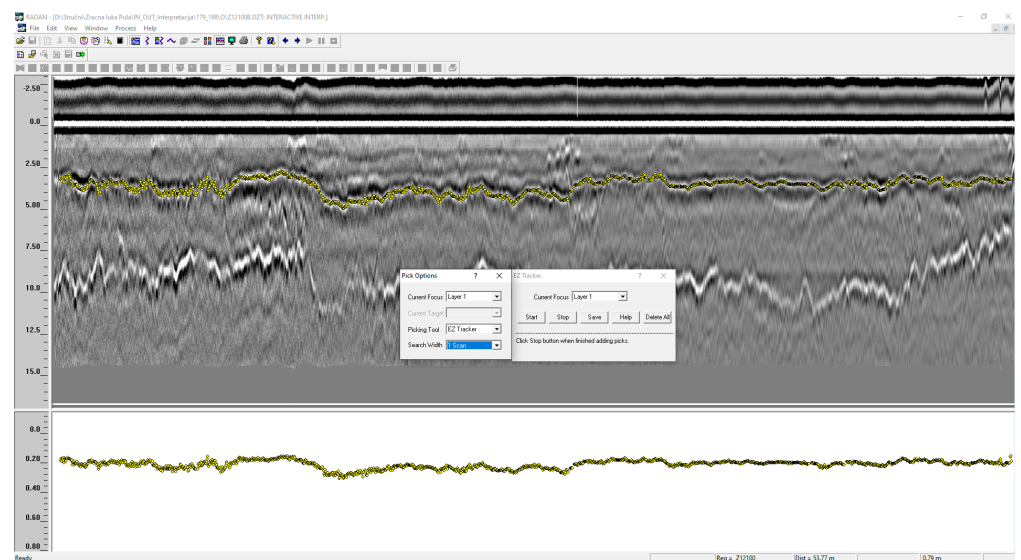 RADAN - [D:\Stručni\Zracna luka Pula\IN_OUT_Interpretacija\179_198\O\Z12100B.DZT: INTERACTIVE INTERP.]
File Edit View Window Process Help
-2.50
0.0
2.50
5.00
7.50
10.0
12.5
15.0
Pick Options ? ×
Current Focus Layer 1
Current Target
Picking Tool EZ Tracker
Search Width 1 Scan
EZ Tracker ? ×
Current Focus Layer 1
Start Stop Save Help Delete All
Click Stop button when finished adding picks.
0.0
0.20
0.40
0.60
0.80
Ready Reg = Z12100 Dist = 53.77 m 0.79 m